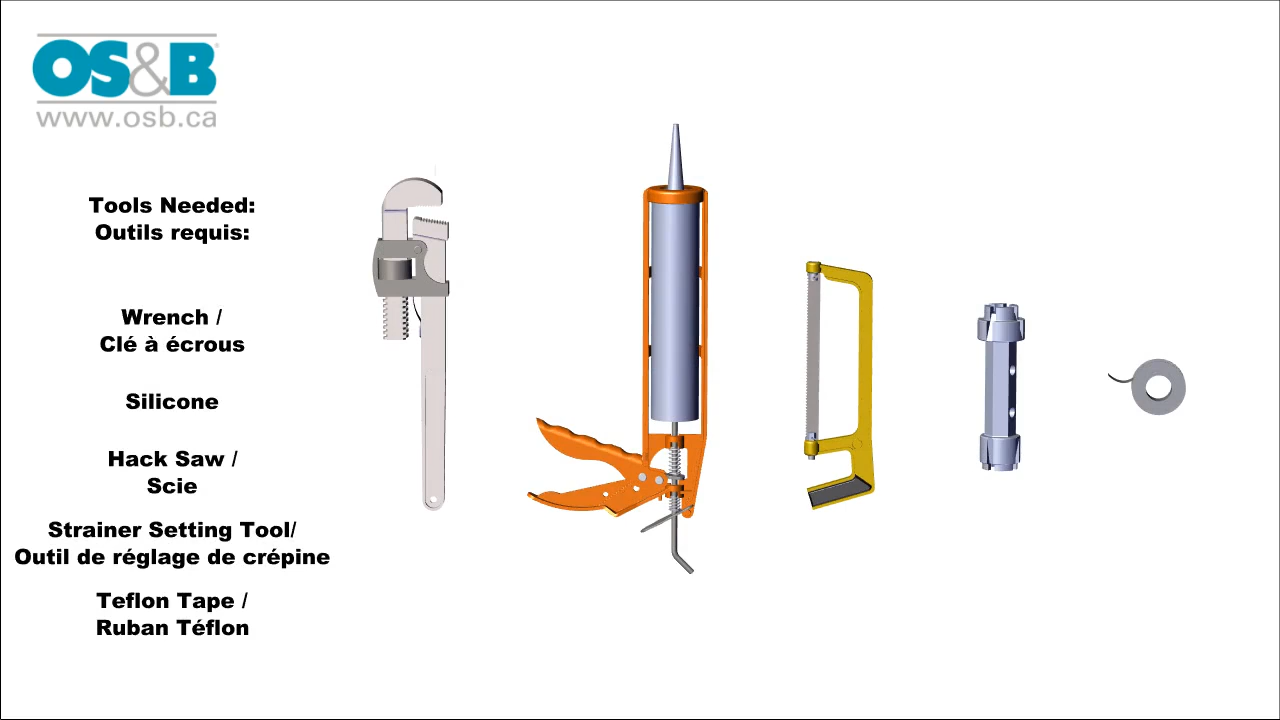 OS&B®
www.osb.ca
Tools Needed:
Outils requis:
Wrench /
Clé à écrous
Silicone
Hack Saw /
Scie
Strainer Setting Tool/
Outil de réglage de crépine
Teflon Tape /
Ruban Téflon